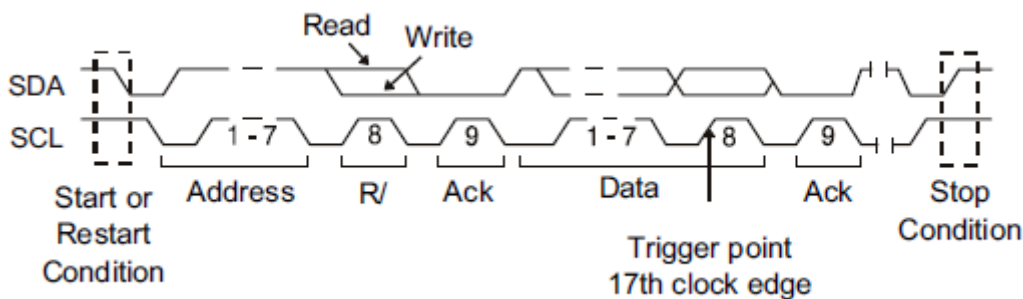 Read
Write
SDA
SCL
1 - 7
8
9
1 - 7
8
9
Address
R/
Ack
Data
Ack
Start or
Restart
Condition
Trigger point
17th clock edge
Stop
Condition